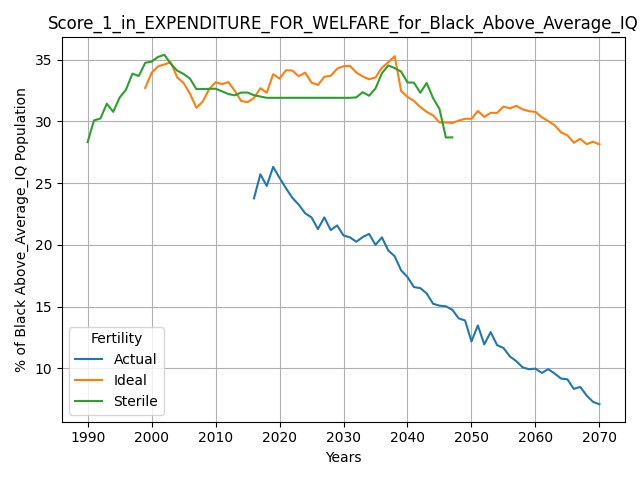 Score_1_in_EXPENDITURE_FOR_WELFARE_for_Black_Above_Average_IQ
% of Black Above_Average_IQ Population
35
30
25
20
15
10
Fertility
Actual
Ideal
Sterile
1990 2000 2010 2020 2030 2040 2050 2060 2070
Years